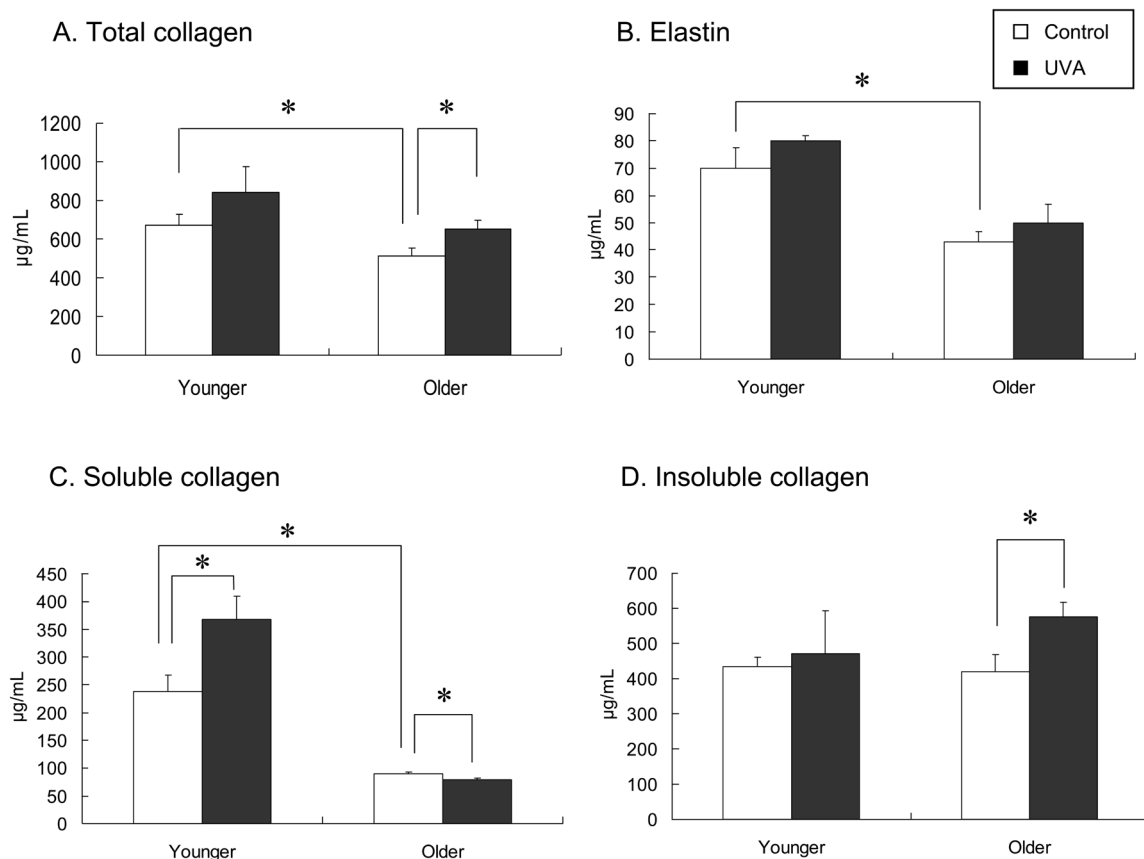 A. Total collagen
B. Elastin
Control
UVA
*
*
1200
1000
800
600
400
200
0
µg/mL
Younger
Older
*
90
80
70
60
50
40
30
20
10
0
µg/mL
Younger
Older
C. Soluble collagen
D. Insoluble collagen
*
*
*
450
400
350
300
250
200
150
100
50
0
µg/mL
Younger
Older
*
700
600
500
400
300
200
100
0
µg/mL
Younger
Older